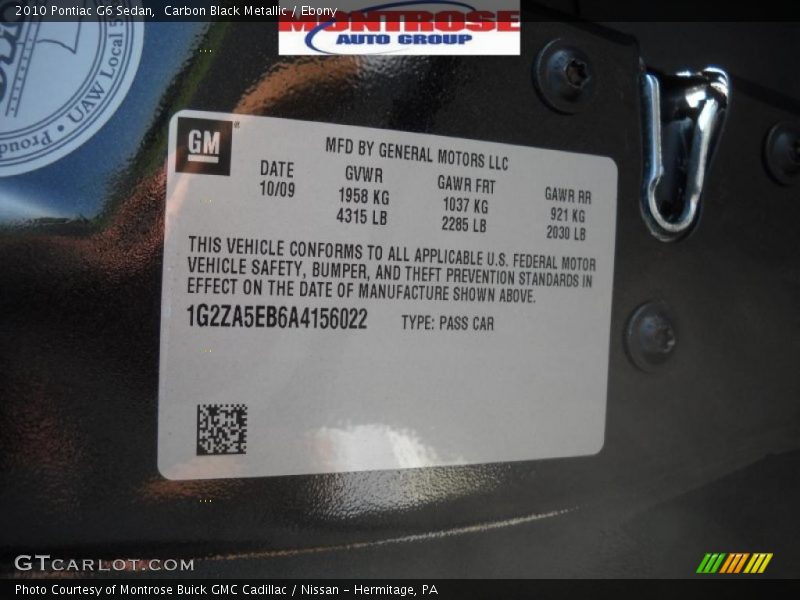 2010 Pontiac G6 Sedan,  Carbon Black Metallic / Ebony
MONTROSE
AUTO GROUP
Proud
• UAW Local 5
GM
MFD BY GENERAL MOTORS LLC
DATE GVWR GAWR FRT GAWR RR
10/09 1958 KG 1037 KG 921 KG
4315 LB 2285 LB 2030 LB
THIS VEHICLE CONFORMS TO ALL APPLICABLE U.S. FEDERAL MOTOR
VEHICLE SAFETY, BUMPER, AND THEFT PREVENTION STANDARDS IN
EFFECT ON THE DATE OF MANUFACTURE SHOWN ABOVE.
1G2ZA5EB6A4156022 TYPE: PASS CAR
GTCARLOT.COM
Photo Courtesy of Montrose Buick GMC Cadillac / Nissan - Hermitage, PA